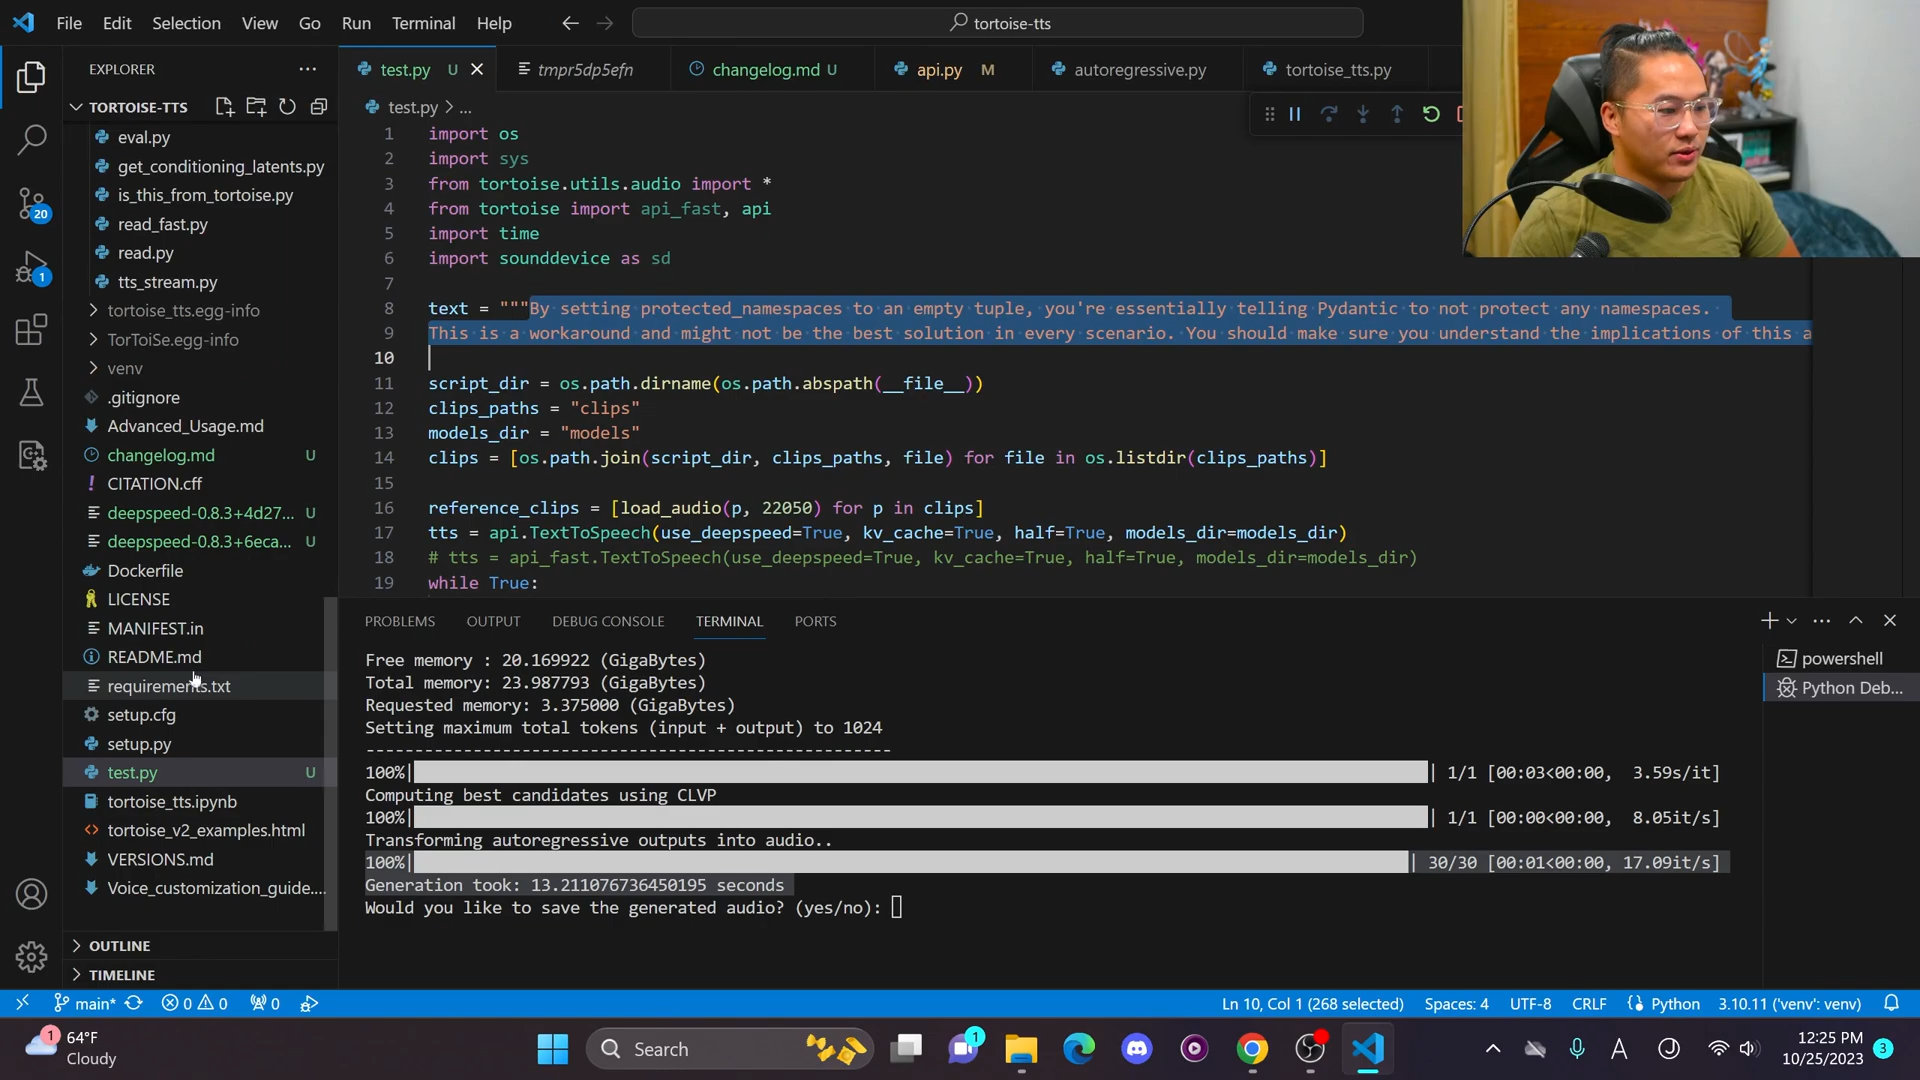 File Edit Selection View Go Run Terminal Help
tortoise-tts
EXPLORER
TORTOISE-TTS
eval.py
get_conditioning_latents.py
is_this_from_tortoise.py
read_fast.py
read.py
tts_stream.py
tortoise_tts.egg-info
TorToiSe.egg-info
venv
.gitignore
Advanced_Usage.md
changelog.md U
CITATION.cff
deepspeed-0.8.3+4d27... U
deepspeed-0.8.3+6eca... U
Dockerfile
LICENSE
MANIFEST.in
README.md
requirements.txt
setup.cfg
setup.py
test.py U
tortoise_tts.ipynb
tortoise_v2_examples.html
VERSIONS.md
Voice_customization_guide....
OUTLINE
TIMELINE
20
1
test.py U tmpr5dp5efn changelog.md U api.py M autoregressive.py tortoise_tts.py
test.py > ...
1 import os
2 import sys
3 from tortoise.utils.audio import *
4 from tortoise import api_fast, api
5 import time
6 import sounddevice as sd
7
8 text = """By setting protected_namespaces to an empty tuple, you're essentially telling Pydantic to not protect any namespaces.
9 This is a workaround and might not be the best solution in every scenario. You should make sure you understand the implications of this a
10
11 script_dir = os.path.dirname(os.path.abspath(__file__))
12 clips_paths = "clips"
13 models_dir = "models"
14 clips = [os.path.join(script_dir, clips_paths, file) for file in os.listdir(clips_paths)]
15
16 reference_clips = [load_audio(p, 22050) for p in clips]
17 tts = api.TextToSpeech(use_deepspeed=True, kv_cache=True, half=True, models_dir=models_dir)
18 # tts = api_fast.TextToSpeech(use_deepspeed=True, kv_cache=True, half=True, models_dir=models_dir)
19 while True:
PROBLEMS OUTPUT DEBUG CONSOLE TERMINAL PORTS
Free memory : 20.169922 (GigaBytes)
Total memory: 23.987793 (GigaBytes)
Requested memory: 3.375000 (GigaBytes)
Setting maximum total tokens (input + output) to 1024
--------------------------------------------------
100%| | 1/1 [00:03<00:00, 3.59s/it]
Computing best candidates using CLVP
100%| | 1/1 [00:00<00:00, 8.05it/s]
Transforming autoregressive outputs into audio..
100%| | 30/30 [00:01<00:00, 17.09it/s]
Generation took: 13.211076736450195 seconds
Would you like to save the generated audio? (yes/no):
powershell
Python Deb...
main* 0 0 0 Ln 10, Col 1 (268 selected) Spaces: 4 UTF-8 CRLF Python 3.10.11 ('venv': venv)
1 64°F
Cloudy
Search
1
12:25 PM
10/25/2023
3